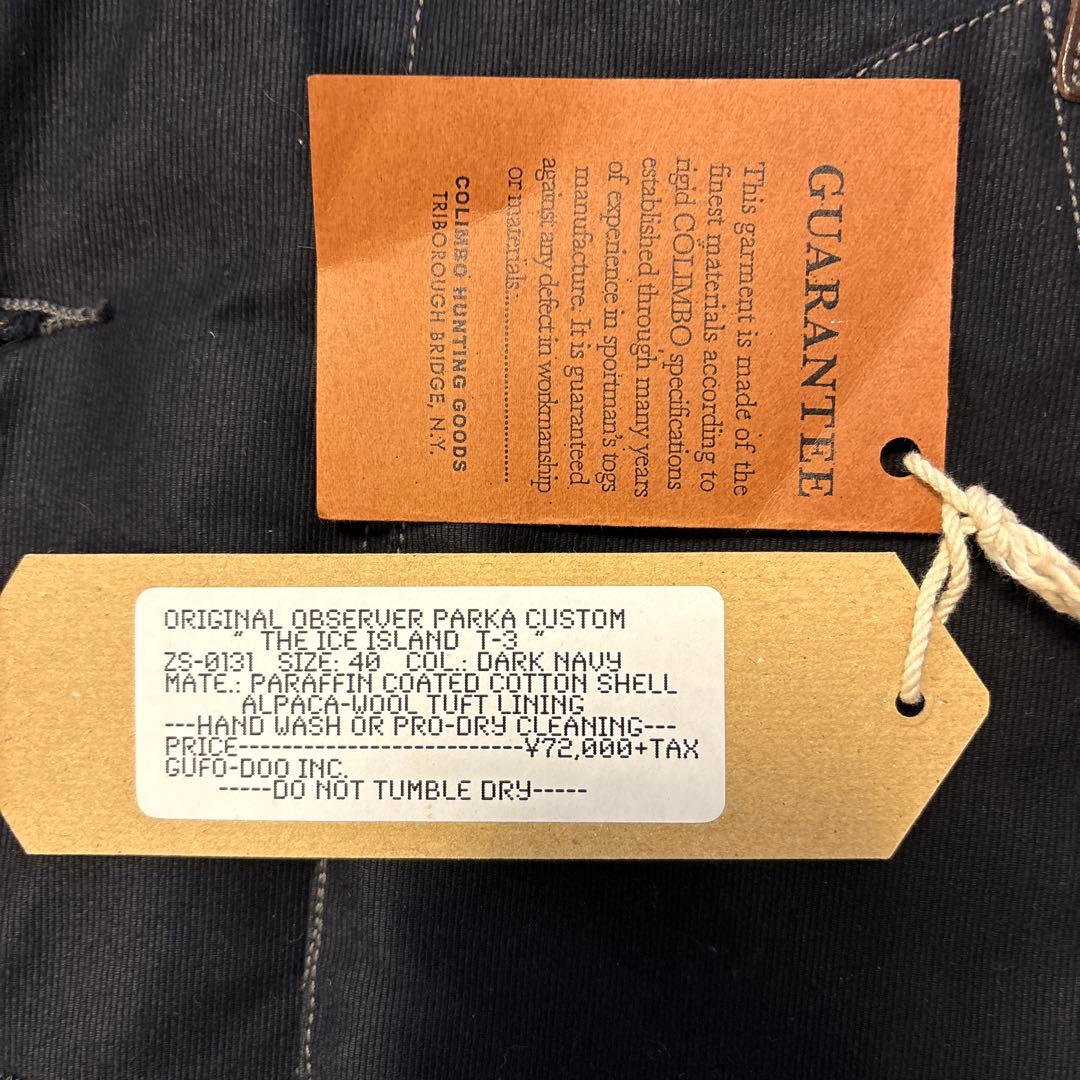 GUARANTEE
This garment is made of the
finest materials according to
rigid COLIMBO specifications
established through many years
of experience in sportman's togs
manufacture. It is guaranteed
against any defect in workmanship
or materials.
COLIMBO HUNTING GOODS
TRIBOROUGH BRIDGE, N.Y.
ORIGINAL OBSERVER PARKA CUSTOM
" THE ICE ISLAND T-3 "
ZS-0131 SIZE: 40 COL.: DARK NAVY
MATE.: PARAFFIN COATED COTTON SHELL
ALPACA-WOOL TUFT LINING
---HAND WASH OR PRO-DRY CLEANING---
PRICE--------------------------¥72,000+TAX
GUFO-DOO INC.
-----DO NOT TUMBLE DRY-----